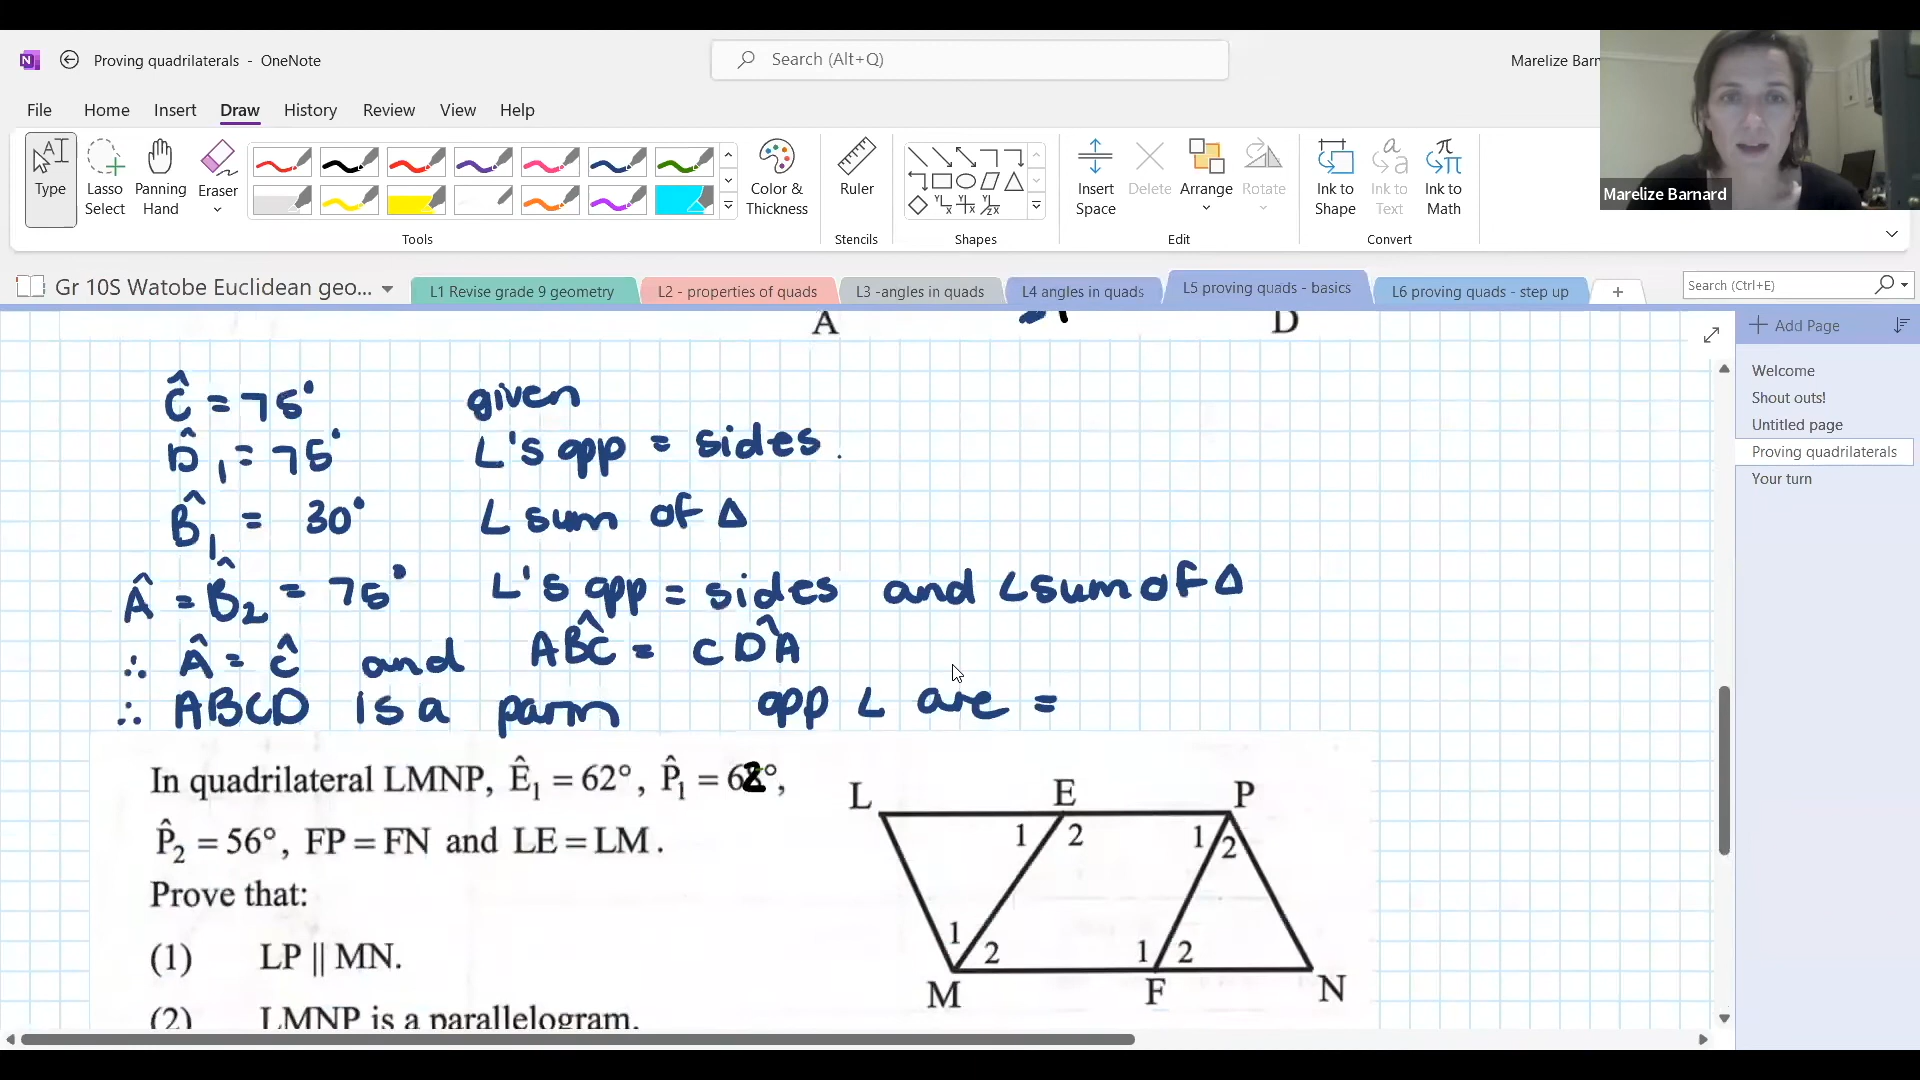 Proving quadrilaterals - OneNote
Search (Alt+Q)
Marelize Barn
File Home Insert Draw History Review View Help
Type
Lasso Select
Panning Hand
Eraser
Color & Thickness
Ruler
Insert Space
Delete
Arrange
Rotate
Ink to Shape
Ink to Text
Ink to Math
Marelize Barnard
Tools Stencils Shapes Edit Convert
Gr 10S Watobe Euclidean geo...
L1 Revise grade 9 geometry
L2 - properties of quads
L3 -angles in quads
L4 angles in quads
L5 proving quads - basics
L6 proving quads - step up
Search (Ctrl+E)
Add Page
Welcome
Shout outs!
Untitled page
Proving quadrilaterals
Your turn
A D
Ĉ = 75° given
D̂₁ = 75° L's opp = sides.
B̂₁ = 30° L sum of Δ
Â = B̂₂ = 75° L's opp = sides and L sum of Δ
∴ Â = Ĉ and AB̂C = CD̂A
∴ ABCD is a parm opp L are =
In quadrilateral LMNP, Ê₁ = 62°, P̂₁ = 62°,
P̂₂ = 56°, FP = FN and LE = LM.
Prove that:
(1) LP || MN.
(2) LMNP is a parallelogram.
L E P
1 2 1 2
1 2 1 2
M F N